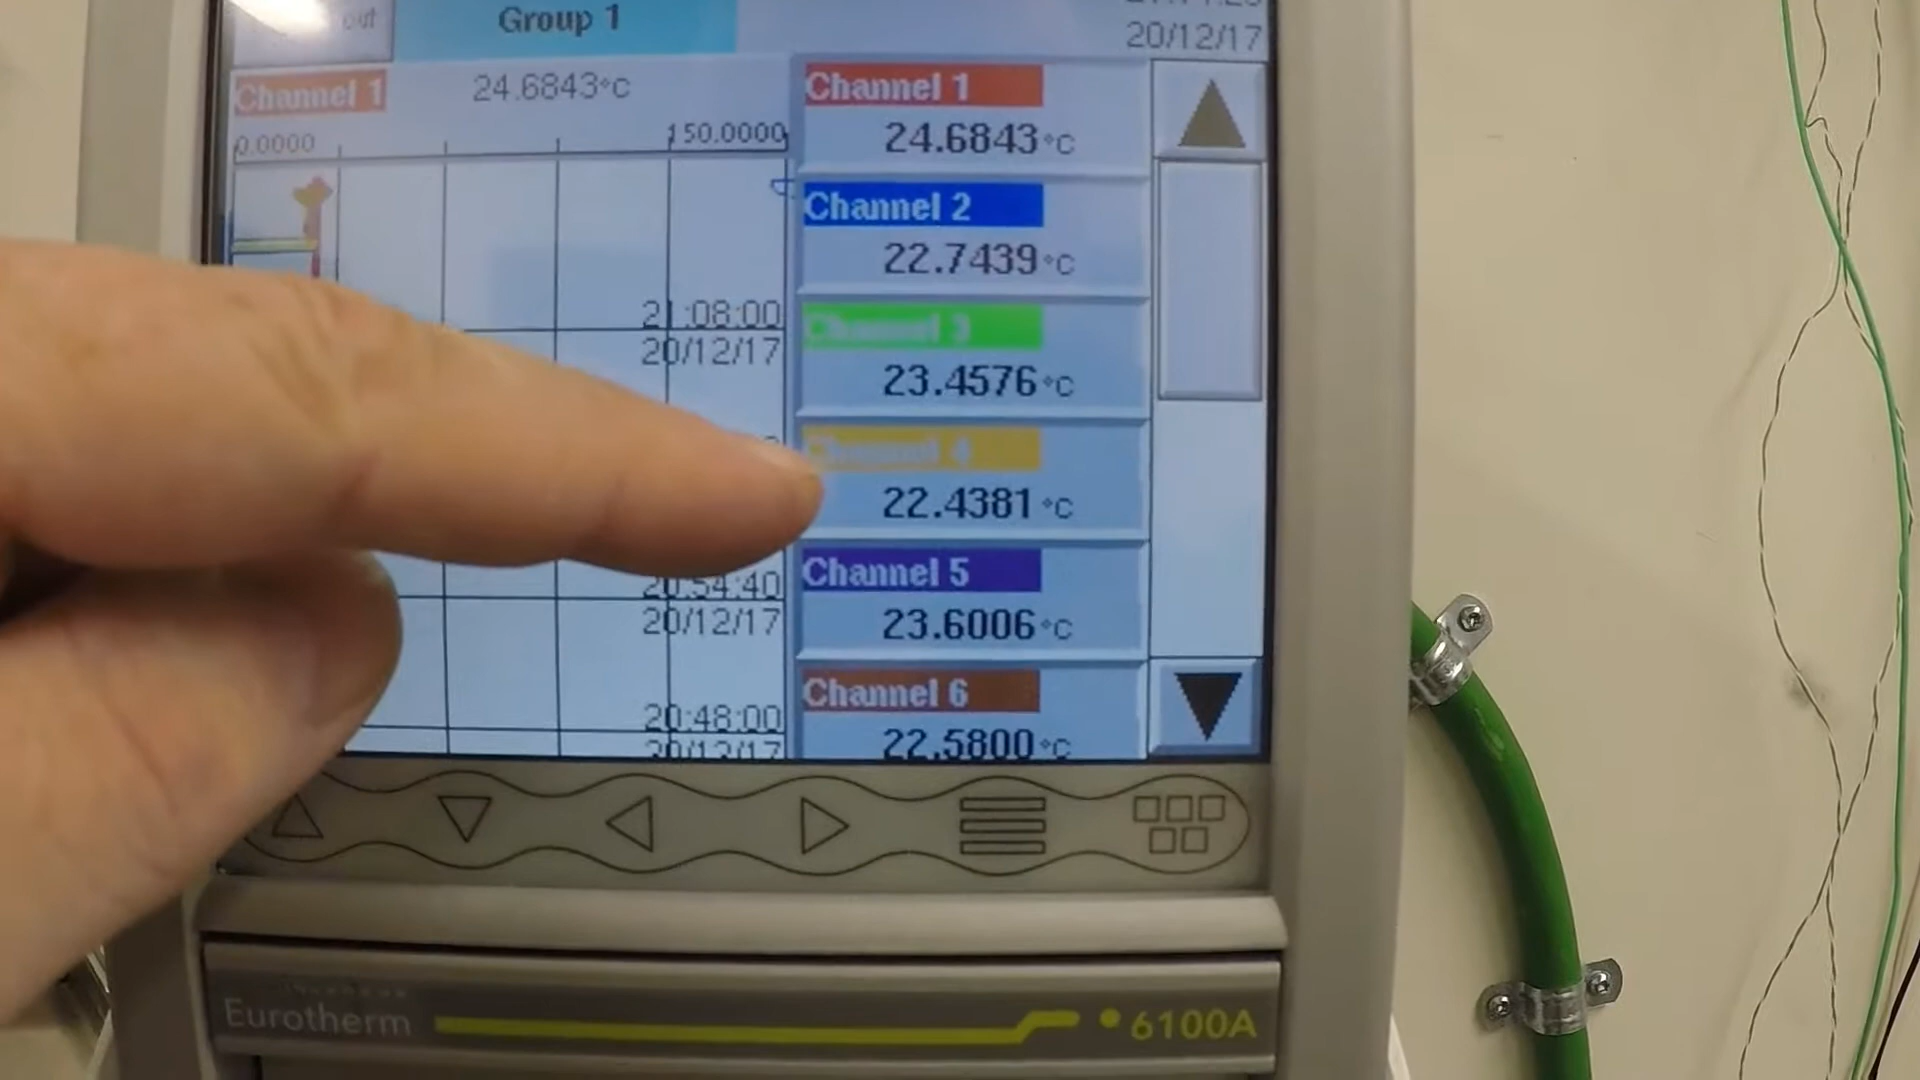 out
Group 1
20/12/17
Channel 1
24.6843°C
0.0000
150.0000
21:08:00
20/12/17
20:54:40
20/12/17
20:48:00
20/12/17
Channel 1
24.6843°C
Channel 2
22.7439°C
Channel 3
23.4576°C
Channel 4
22.4381°C
Channel 5
23.6006°C
Channel 6
22.5800°C
Eurotherm
6100A